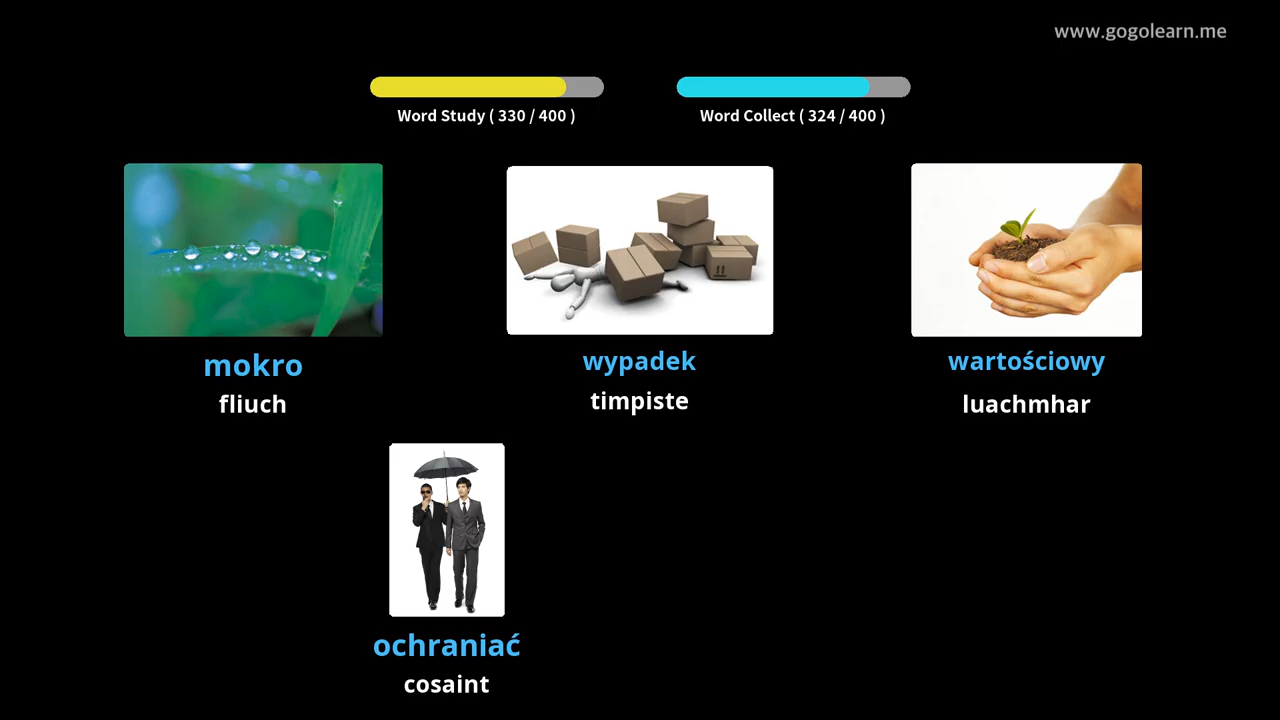 www.gogolearn.me
Word Study ( 330 / 400 )
Word Collect ( 324 / 400 )
mokro
fliuch
wypadek
timpiste
wartościowy
luachmhar
ochraniać
cosaint